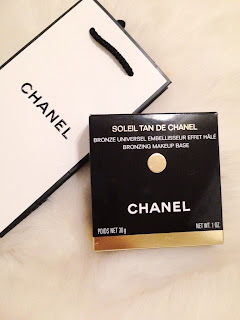 CHANEL
SOLEIL TAN DE CHANEL
BRONZE UNIVERSEL EMBELLISSEUR EFFET HÂLÉ
BRONZING MAKEUP BASE
CHANEL
POIDS NET 30 g
NET WT. 1 OZ.